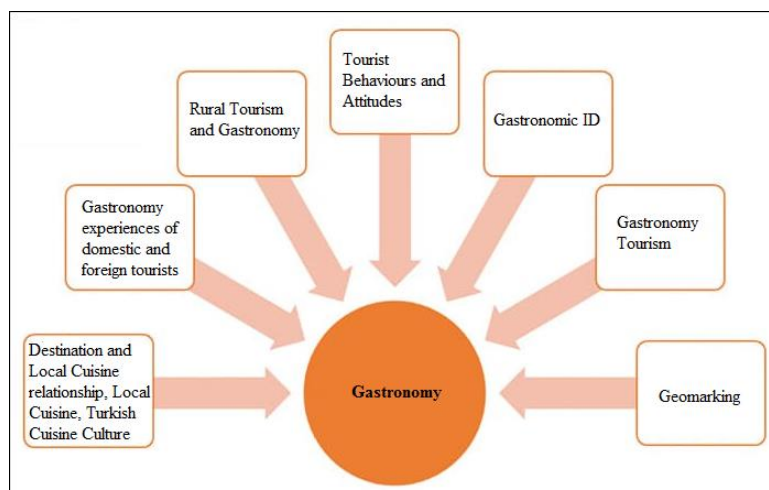 Tourist
Behaviours and
Attitudes
Rural Tourism
and Gastronomy
Gastronomic ID
Gastronomy
experiences of
domestic and
foreign tourists
Gastronomy
Tourism
Destination and
Local Cuisine
relationship, Local
Cuisine, Turkish
Cuisine Culture
Gastronomy
Geomarking